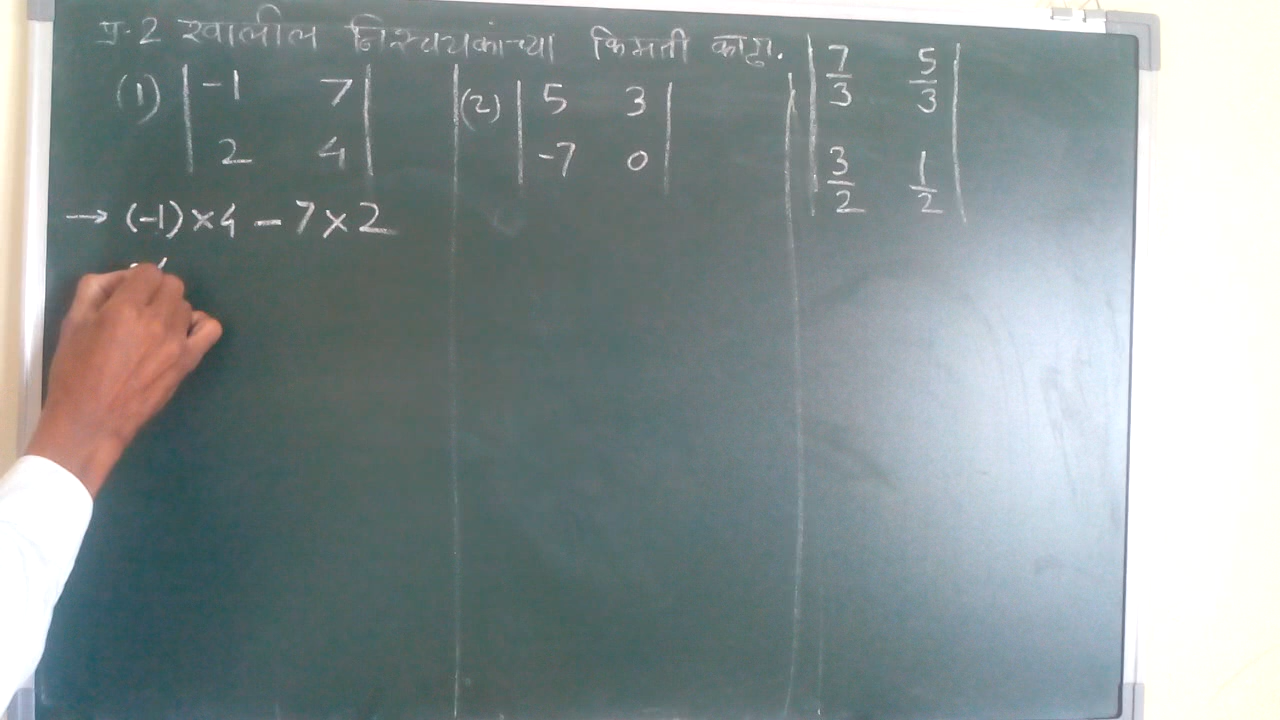 प्र.2 खालील निश्चयकांच्या किंमती काढा.
(1) | -1 7 |
| 2 4 |
→ (-1)×4 – 7×2
(2) | 5 3 |
| -7 0 |
| 7/3 5/3 |
| 3/2 1/2 |